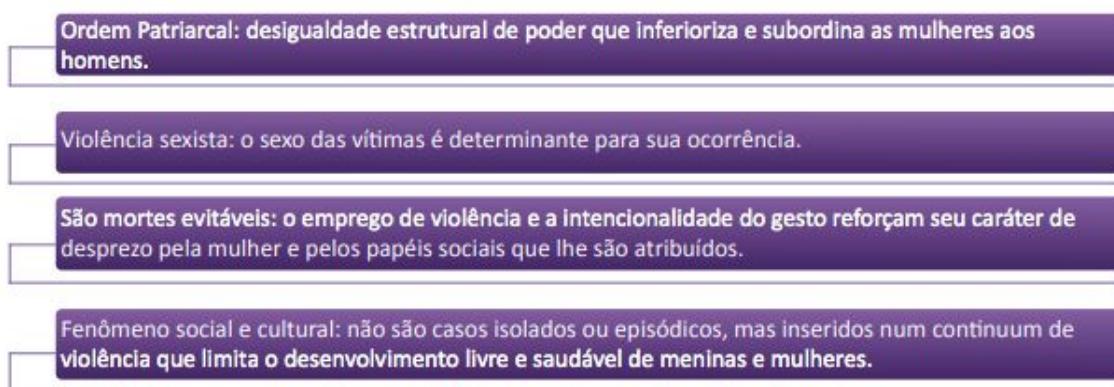 Ordem Patriarcal: desigualdade estrutural de poder que inferioriza e subordina as mulheres aos
homens.
Violência sexista: o sexo das vítimas é determinante para sua ocorrência.
São mortes evitáveis: o emprego de violência e a intencionalidade do gesto reforçam seu caráter de
desprezo pela mulher e pelos papéis sociais que lhe são atribuídos.
Fenômeno social e cultural: não são casos isolados ou episódicos, mas inseridos num continuum de
violência que limita o desenvolvimento livre e saudável de meninas e mulheres.